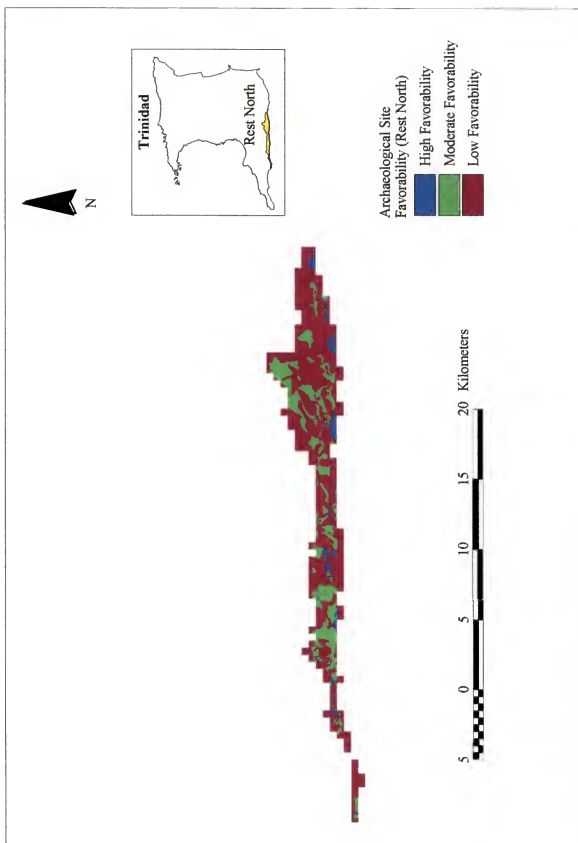 N
Trinidad
Rest North
Archaeological Site
Favorability (Rest North)
High Favorability
Moderate Favorability
Low Favorability
5 0 5 10 15 20 Kilometers